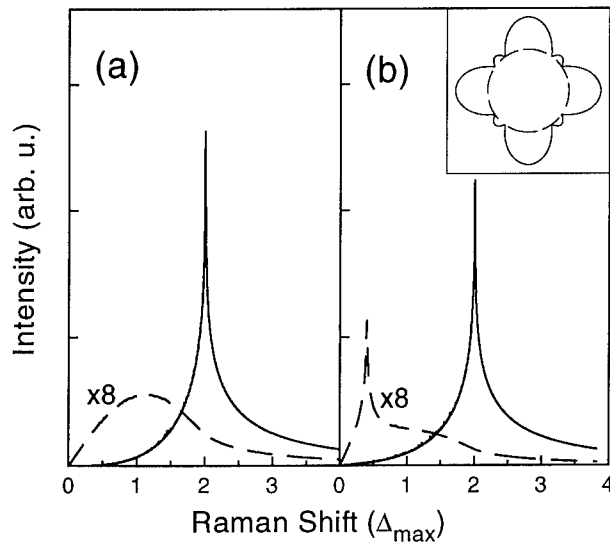 (a)
(b)
Intensity (arb. u.)
x8
x8
0 1 2 3
0 1 2 3 4
Raman Shift (Δmax)